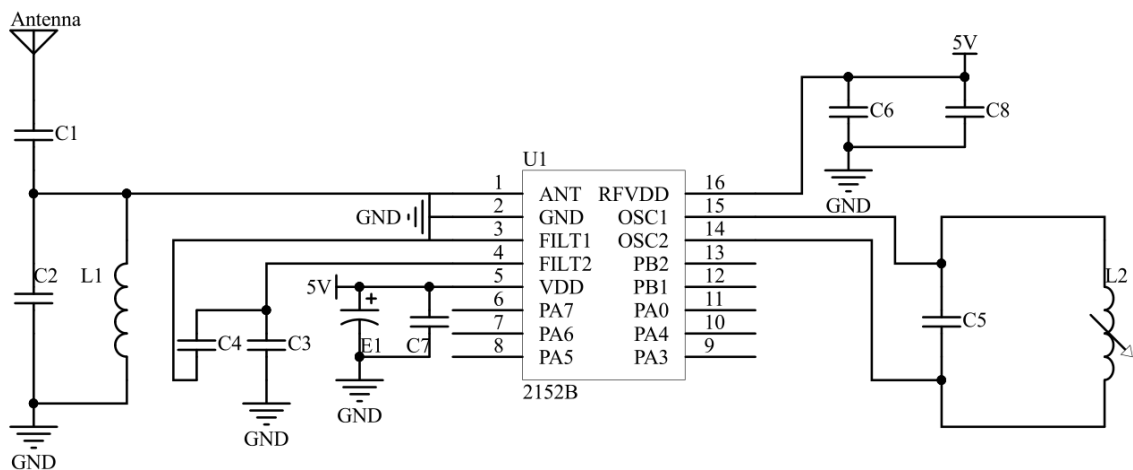 Antenna
C1
C2
L1
GND
GND
C4
C3
GND
5V
E1
C7
GND
U1
1 ANT RFVDD 16
2 GND OSC1 15
3 FILT1 OSC2 14
4 FILT2 PB2 13
5 VDD PB1 12
6 PA7 PA0 11
7 PA6 PA4 10
8 PA5 PA3 9
2152B
5V
C6
C8
GND
C5
L2